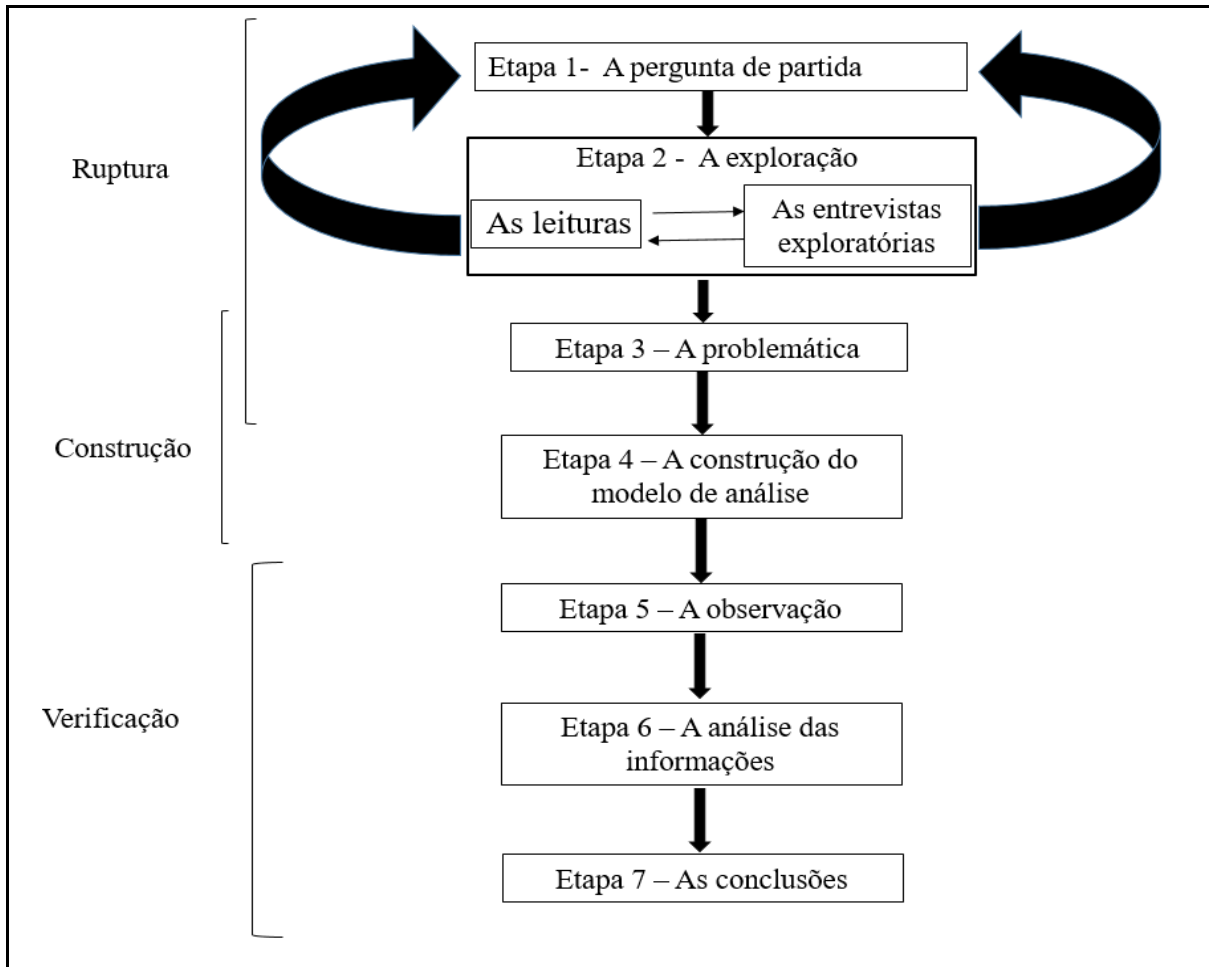 Etapa 1- A pergunta de partida
Etapa 2 - A exploração
Ruptura
As leituras
As entrevistas
exploratórias
Etapa 3 – A problemática
Construção
Etapa 4 – A construção do
modelo de análise
Etapa 5 – A observação
Verificação
Etapa 6 – A análise das
informações
Etapa 7 – As conclusões